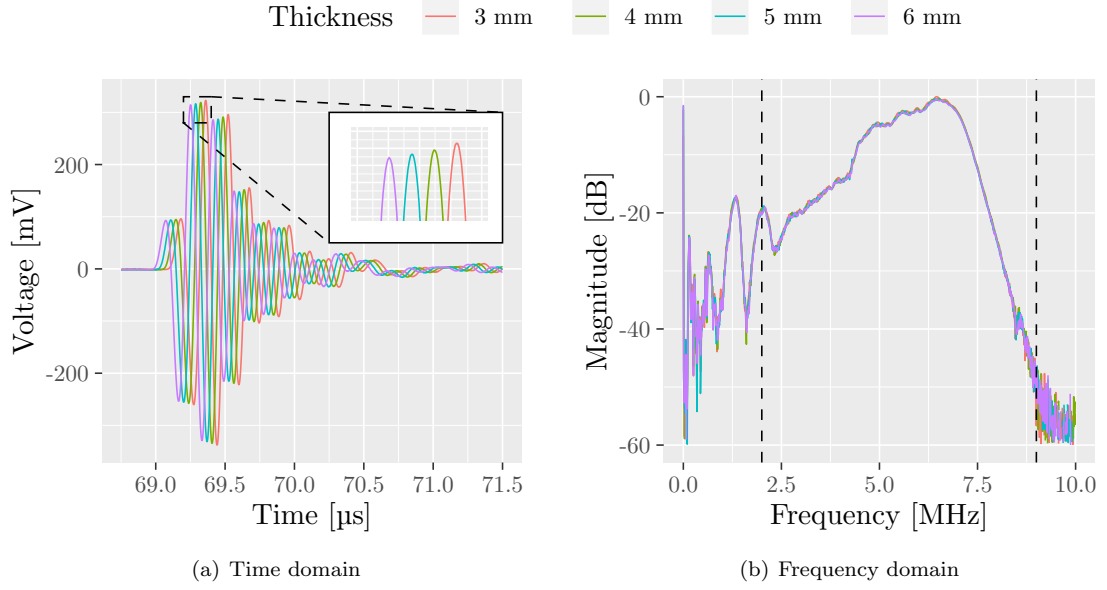 Thickness 3 mm 4 mm 5 mm 6 mm
Voltage [mV]
200
0
-200
69.0 69.5 70.0 70.5 71.0 71.5
Time [µs]
(a) Time domain
Magnitude [dB]
0
-20
-40
-60
0.0 2.5 5.0 7.5 10.0
Frequency [MHz]
(b) Frequency domain